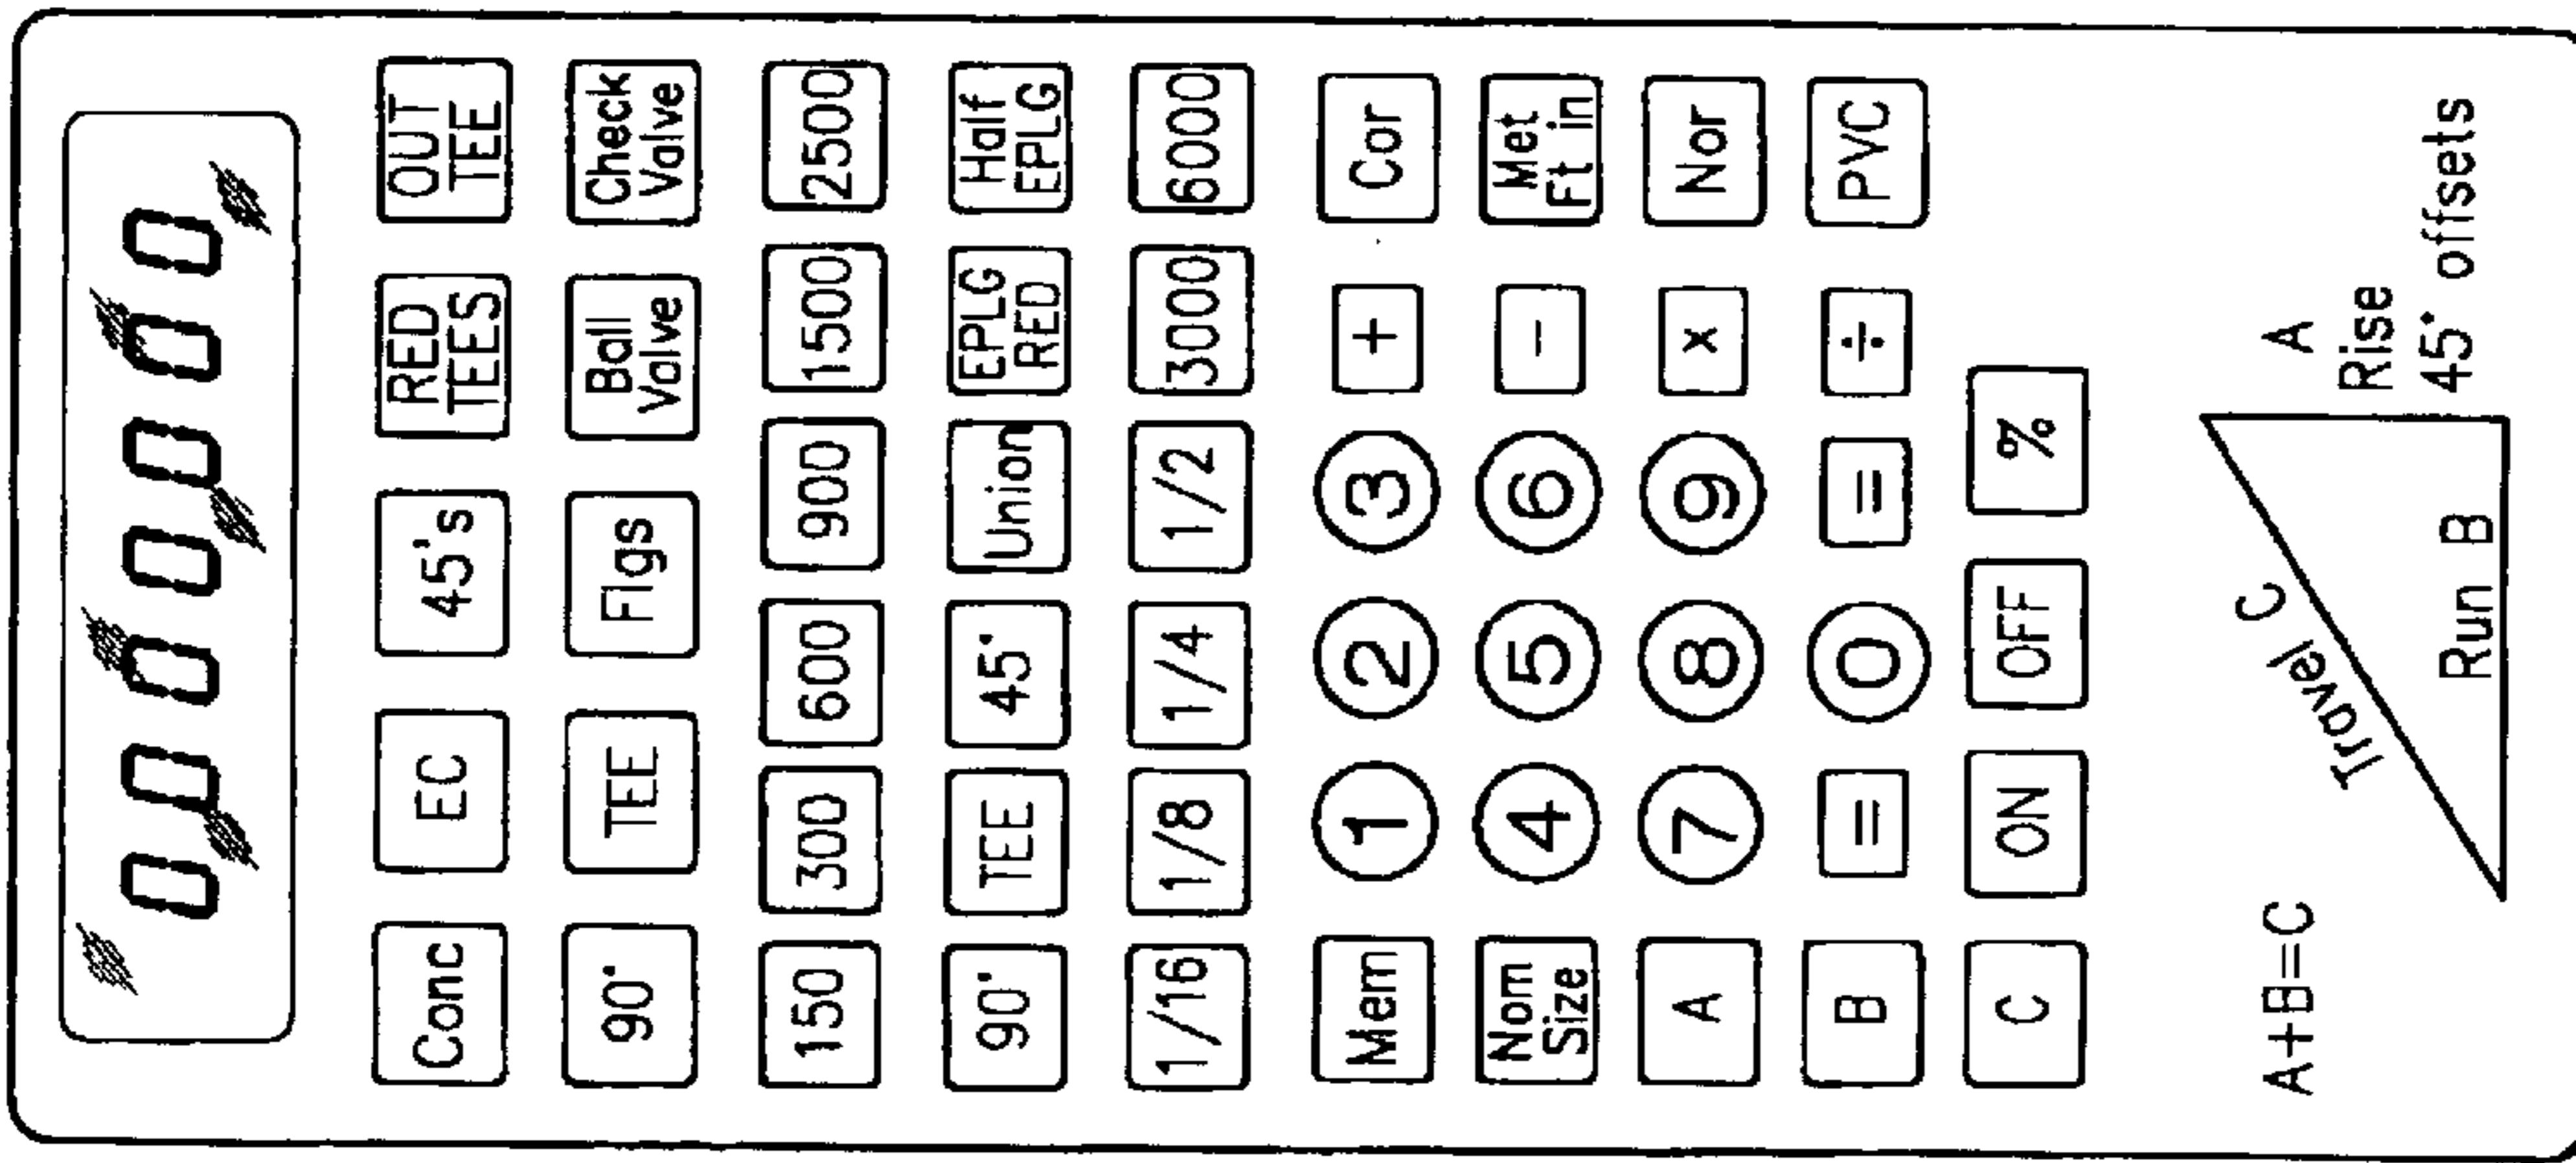 0000000
Conc
EC
45's
RED
TEES
OUT
TEE
90°
TEE
Flgs
Ball
Valve
Check
Valve
150
300
600
900
1500
2500
90°
TEE
45°
Union
EPLG
RED
Half
EPLG
1/16
1/8
1/4
1/2
3000
6000
Mem
1
2
3
+
Cor
Nom
Size
4
5
6
-
Met
Ft in
A
7
8
9
x
Nor
B
=
0
=
÷
PVC
C
ON
OFF
%
A+B=C
Travel C
A
Rise
45° offsets
Run B